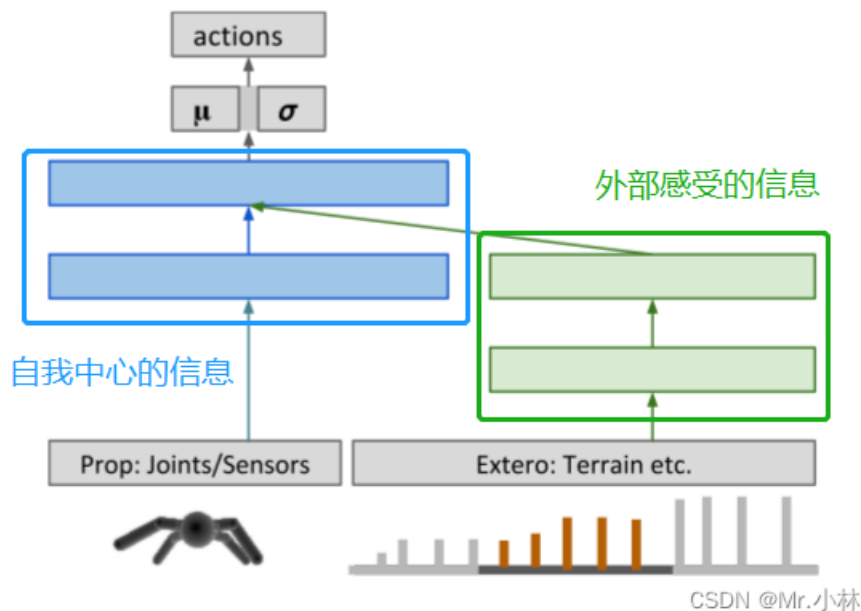 actions
μ σ
外部感受的信息
自我中心的信息
Prop: Joints/Sensors
Extero: Terrain etc.
CSDN @Mr.小林